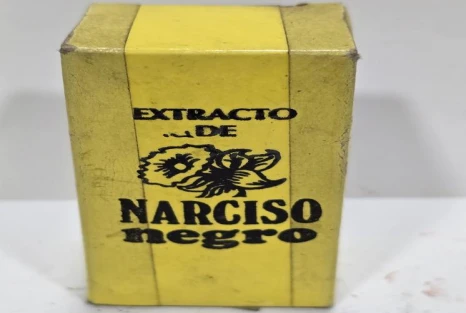 EXTRACTO
DE
NARCISO
negro